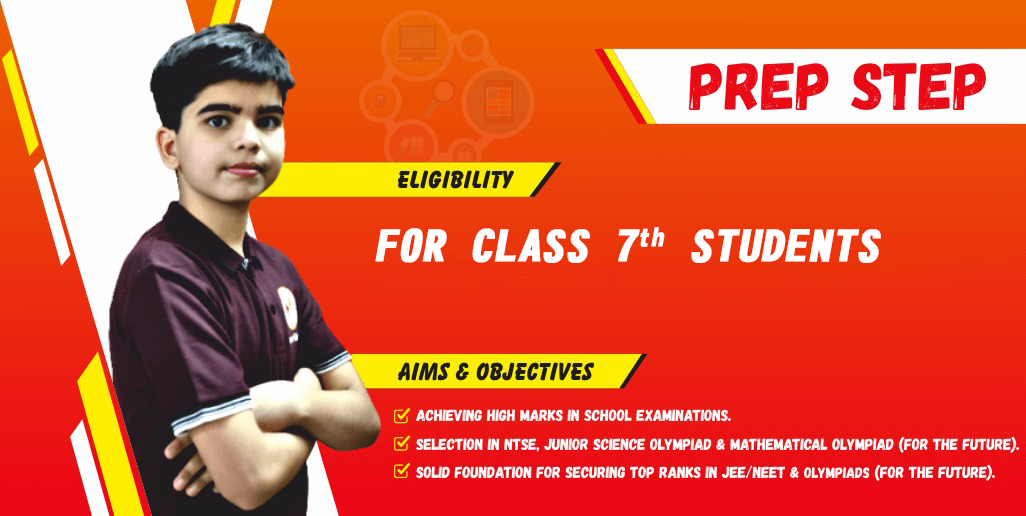 PREP STEP
ELIGIBILITY
FOR CLASS 7th STUDENTS
AIMS & OBJECTIVES
ACHIEVING HIGH MARKS IN SCHOOL EXAMINATIONS.
SELECTION IN NTSE, JUNIOR SCIENCE OLYMPIAD & MATHEMATICAL OLYMPIAD (FOR THE FUTURE).
SOLID FOUNDATION FOR SECURING TOP RANKS IN JEE/NEET & OLYMPIADS (FOR THE FUTURE).